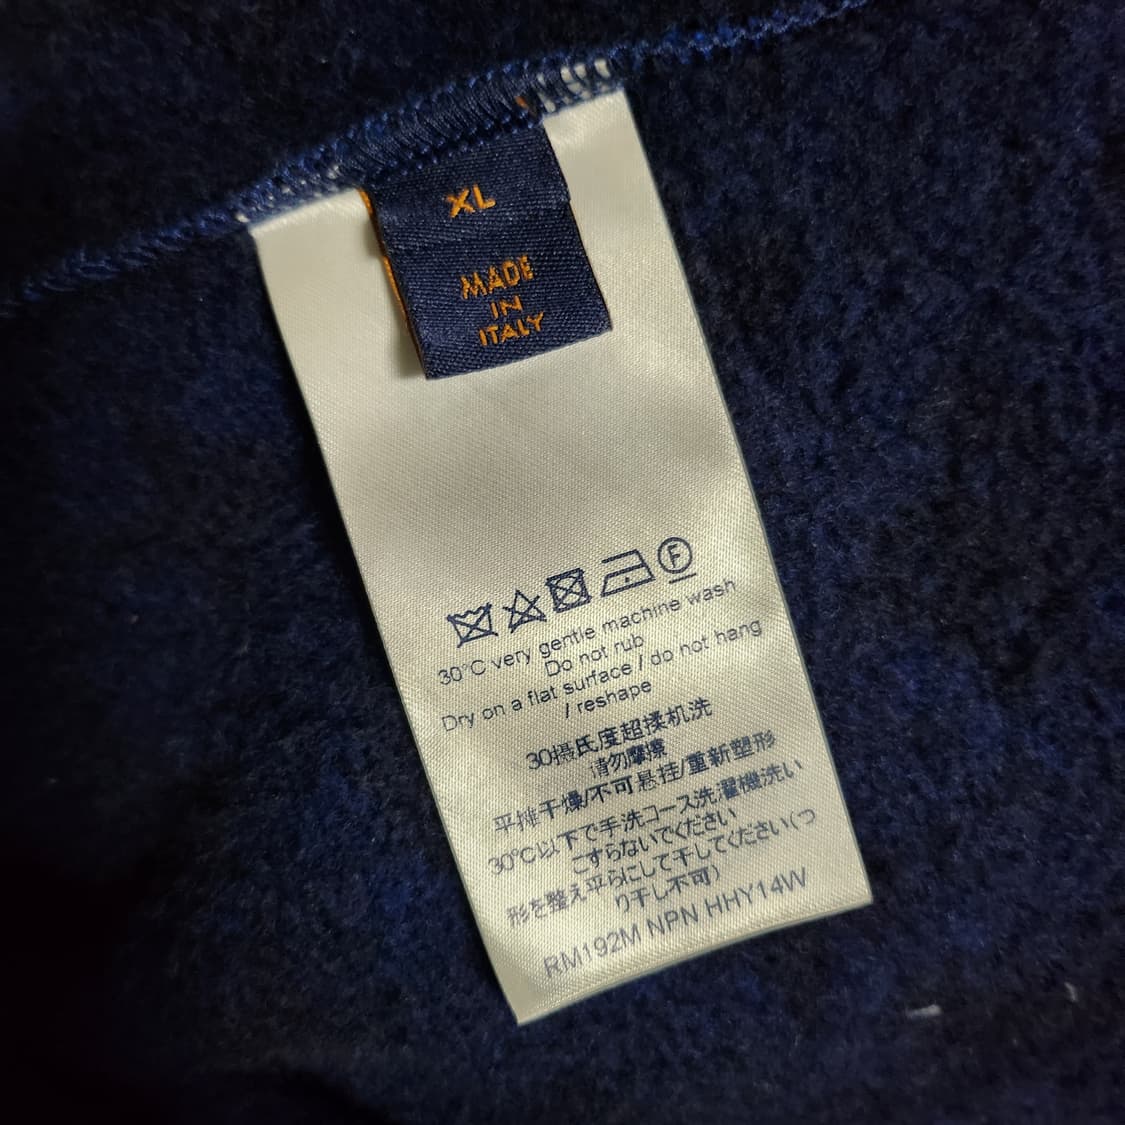 XL
MADE
IN
ITALY
F
30°C very gentle machine wash
Do not rub
Dry on a flat surface / do not hang
/ reshape
30摄氏度超揉机洗
请勿摩擦
平摊干燥/不可悬挂/重新塑形
30℃以下で手洗コース洗濯機洗い
こすらないでください
形を整え平らにして干してください(つ
り干し不可)
RM192M NPN HHY14W